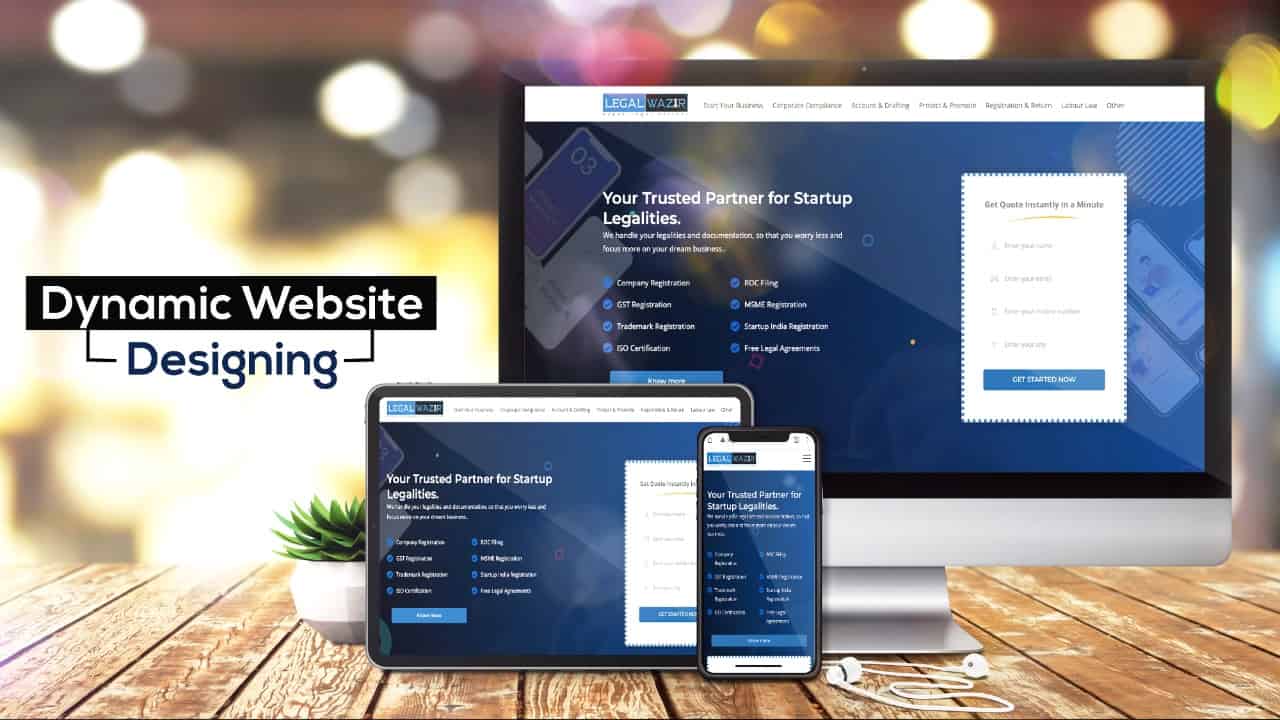 Dynamic Website
Designing
LEGAL WAZIR
Start Your Business Corporate Compliance Account & Drafting Protect & Promote Registration & Return Labour Law Other
Your Trusted Partner for Startup
Legalities.
We handle your legalities and documentation, so that you worry less and
focus more on your dream business..
Company Registration
ROC Filing
GST Registration
MSME Registration
Trademark Registration
Startup India Registration
ISO Certification
Free Legal Agreements
Know more
Get Quote Instantly in a Minute
Enter your name
Enter your email
Enter your mobile number
Enter your city
GET STARTED NOW
LEGAL WAZIR
Start Your Business Corporate Compliance Account & Drafting Protect & Promote Registration & Return Labour Law Other
Your Trusted Partner for Startup
Legalities.
We handle your legalities and documentation, so that you worry less and
focus more on your dream business..
Company Registration
ROC Filing
GST Registration
MSME Registration
Trademark Registration
Startup India Registration
ISO Certification
Free Legal Agreements
Know More
Get Quote Instantly in
GET STARTED NOW
LEGAL WAZIR
Your Trusted Partner for
Startup Legalities.
We handle your legalities and documentation, so that
you worry less and focus more on your dream
business..
Company
Registration
ROC Filing
GST Registration
MSME Registration
Trademark
Registration
Startup India
Registration
ISO Certification
Free Legal
Agreements
Know more